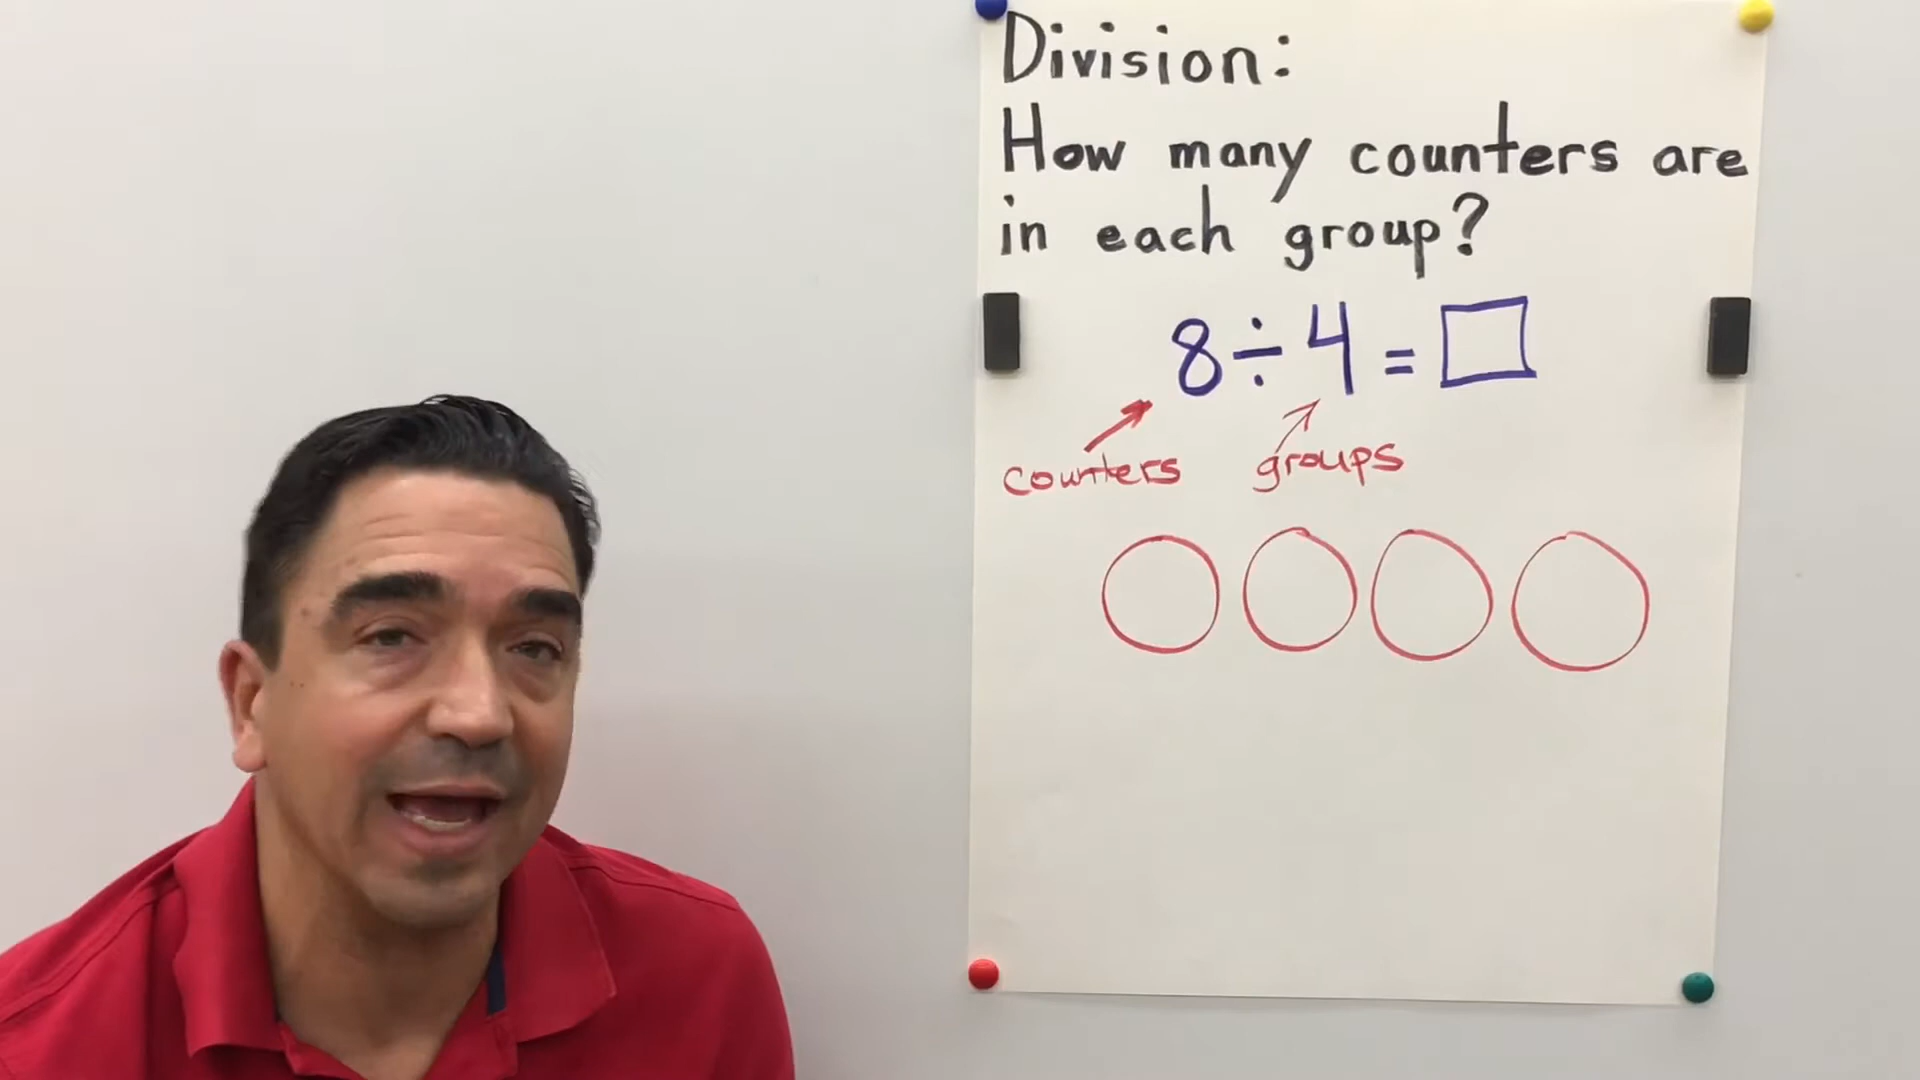 Division:
How many counters are
in each group?
8 ÷ 4 = □
counters groups